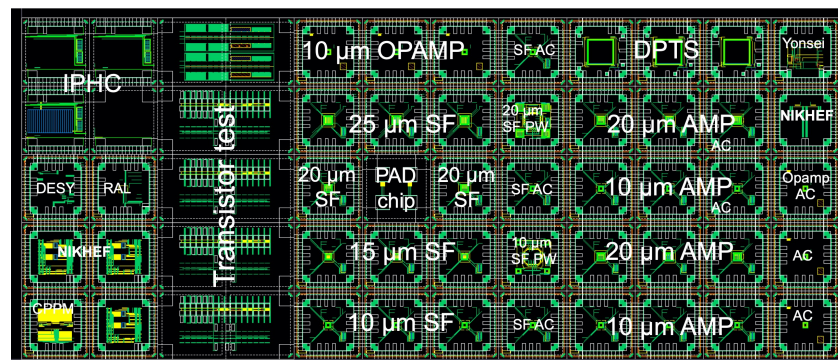 10 µm OPAMP
SF AC
DPTS
Yonsei
IPHC
25 µm SF
20 µm
SF PW
20 µm AMP
AC
NIKHEF
Transistor test
DESY
RAL
20 µm
SF
PAD
chip
20 µm
SF
SF AC
10 µm AMP
AC
Opamp
AC
NIKHEF
15 µm SF
10 µm
SF PW
20 µm AMP
Ac
CPPM
10 µm SF
SF AC
10 µm AMP
AC